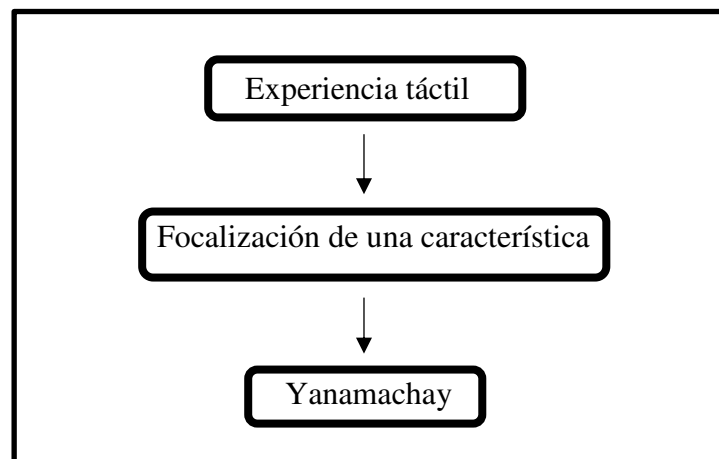 Experiencia táctil
Focalización de una característica
Yanamachay